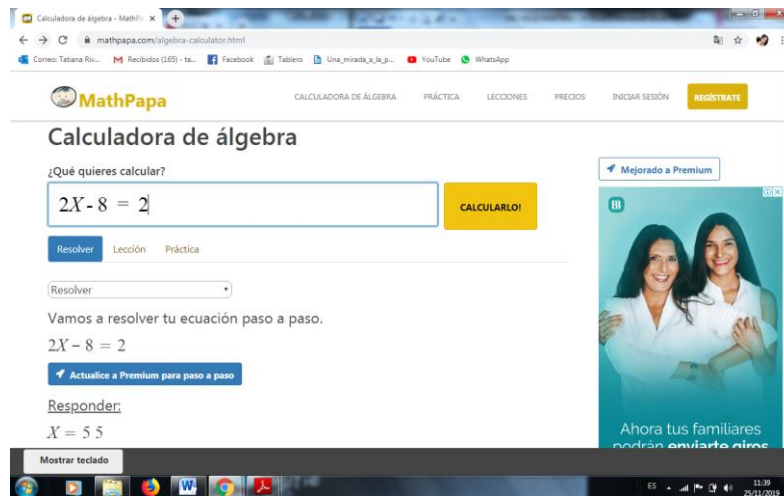 Calculadora de álgebra - MathPa
mathpapa.com/algebra-calculator.html
Correo: Tatiana Riv...
Recibidos (165) - ta...
Facebook
Tablero
Una_mirada_a_la_p...
YouTube
WhatsApp
MathPapa
CALCULADORA DE ÁLGEBRA
PRÁCTICA
LECCIONES
PRECIOS
INICIAR SESIÓN
REGÍSTRATE
Calculadora de álgebra
¿Qué quieres calcular?
2X - 8 = 2
CALCULARLO!
Mejorado a Premium
Resolver
Lección
Práctica
Resolver
Vamos a resolver tu ecuación paso a paso.
2X − 8 = 2
Actualice a Premium para paso a paso
Responder:
X = 5 5
Ahora tus familiares
podrán enviarte giros
Mostrar teclado
ES
11:39
25/11/2019